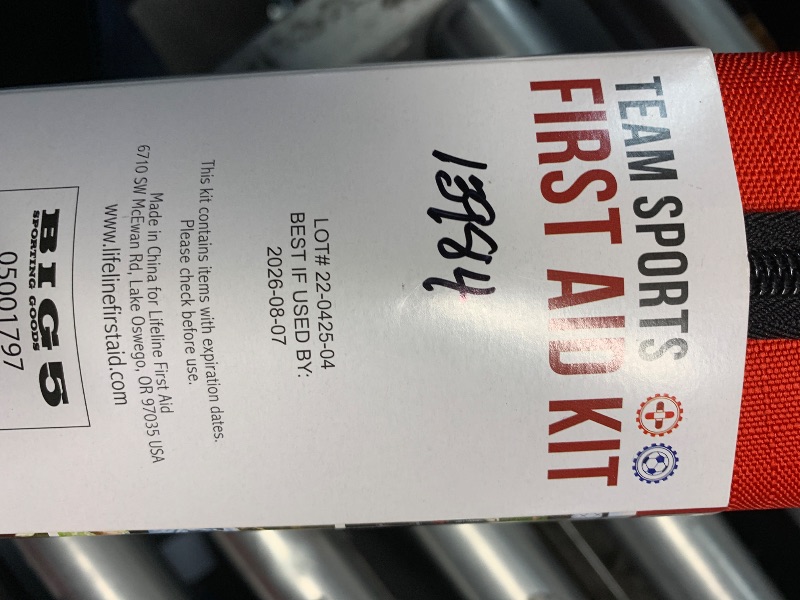 TEAM SPORTS
FIRST AID KIT
LOT# 22-0425-04
BEST IF USED BY:
2026-08-07
This kit contains items with expiration dates.
Please check before use.
Made in China for Lifeline First Aid
6710 SW McEwan Rd, Lake Oswego, OR 97035 USA
www.lifelinefirstaid.com
BIG 5
SPORTING GOODS
05001797